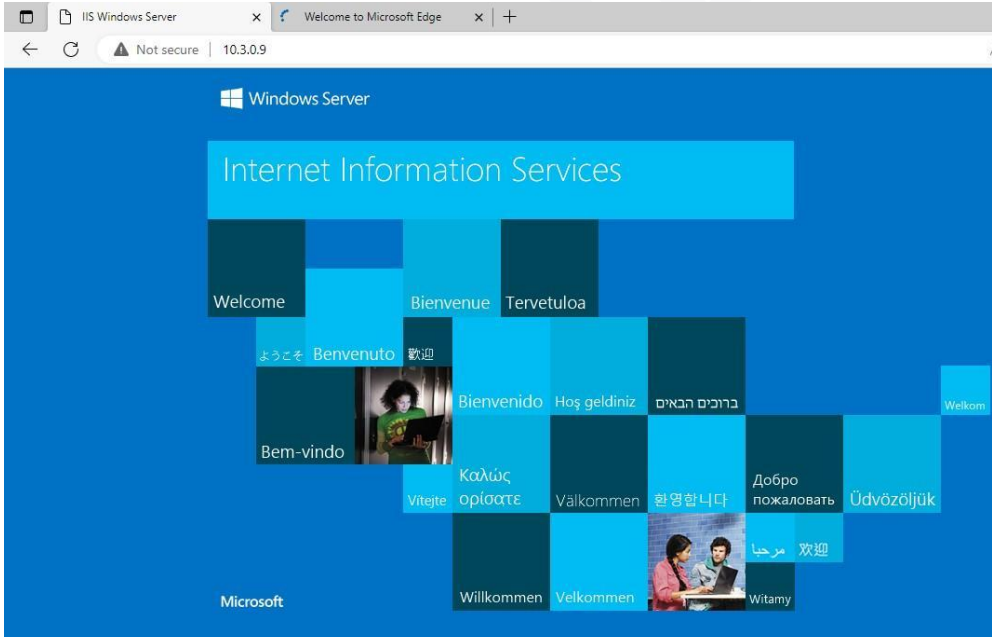 IIS Windows Server
Welcome to Microsoft Edge
Not secure
10.3.0.9
Windows Server
Internet Information Services
Welcome
Bienvenue
Tervetuloa
ようこそ
Benvenuto
歡迎
Bienvenido
Hoş geldiniz
ברוכים הבאים
Welkom
Bem-vindo
Vítejte
Καλώς
ορίσατε
Välkommen
환영합니다
Добро
пожаловать
Üdvözöljük
مرحبا
欢迎
Willkommen
Velkommen
Witamy
Microsoft